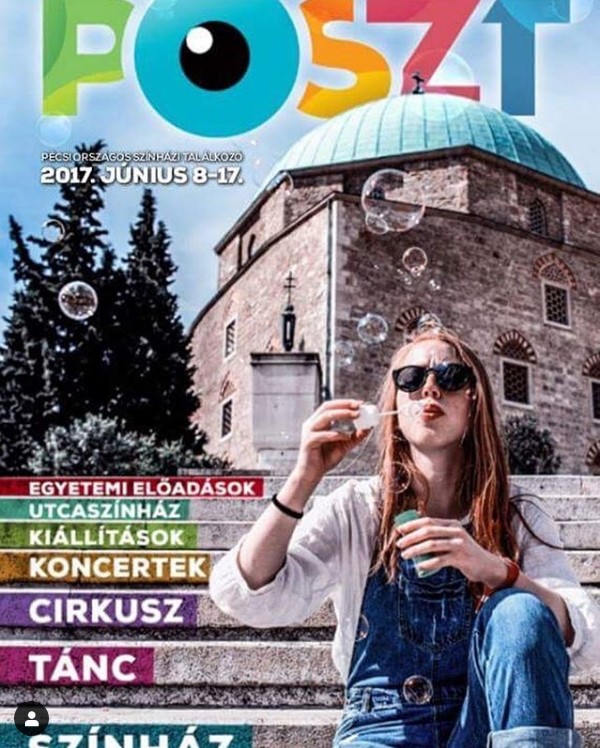 POSZT
PÉCSI ORSZÁGOS SZÍNHÁZI TALÁLKOZÓ
2017. JÚNIUS 8-17.
EGYETEMI ELŐADÁSOK
UTCASZÍNHÁZ
KIÁLLÍTÁSOK
KONCERTEK
CIRKUSZ
TÁNC
SZÍNHÁZ